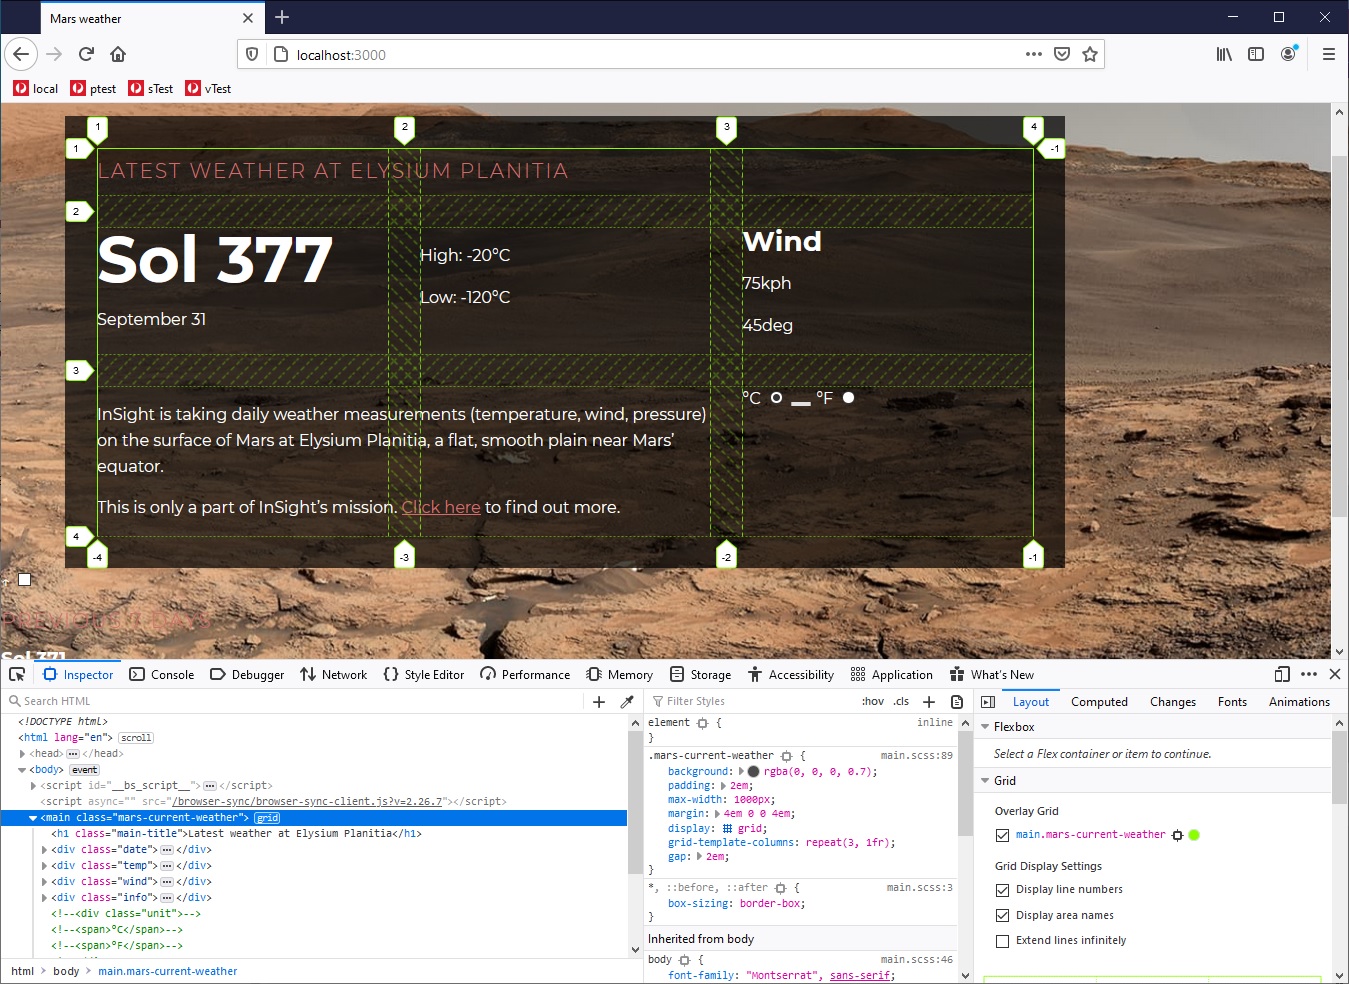 Mars weather
localhost:3000
local ptest sTest vTest
1 2 3 4
1 -1
LATEST WEATHER AT ELYSIUM PLANITIA
2
Sol 377
High: -20°C
Low: -120°C
September 31
Wind
75kph
45deg
3
°C °F
InSight is taking daily weather measurements (temperature, wind, pressure)
on the surface of Mars at Elysium Planitia, a flat, smooth plain near Mars’
equator.
This is only a part of InSight’s mission. Click here to find out more.
4
-4 -3 -2 -1
Sol 371
Inspector Console Debugger Network Style Editor Performance Memory Storage Accessibility Application What's New
Search HTML
<!DOCTYPE html>
<html lang="en"> scroll
<head> </head>
<body> event
<script id="__bs_script__"> </script>
<script async="" src="/browser-sync/browser-sync-client.js?v=2.26.7"></script>
<main class="mars-current-weather"> grid
<h1 class="main-title">Latest weather at Elysium Planitia</h1>
<div class="date"> </div>
<div class="temp"> </div>
<div class="wind"> </div>
<div class="info"> </div>
<!--<div class="unit">-->
<!--<span>°C</span>-->
<!--<span>°F</span>-->
html > body > main.mars-current-weather
Filter Styles :hov .cls +
element { inline
}
.mars-current-weather { main.scss:89
background: rgba(0, 0, 0, 0.7);
padding: 2em;
max-width: 1000px;
margin: 4em 0 0 4em;
display: grid;
grid-template-columns: repeat(3, 1fr);
gap: 2em;
}
*, ::before, ::after { main.scss:3
box-sizing: border-box;
}
Inherited from body
body { main.scss:46
font-family: "Montserrat", sans-serif;
Layout Computed Changes Fonts Animations
Flexbox
Select a Flex container or item to continue.
Grid
Overlay Grid
main.mars-current-weather
Grid Display Settings
Display line numbers
Display area names
Extend lines infinitely